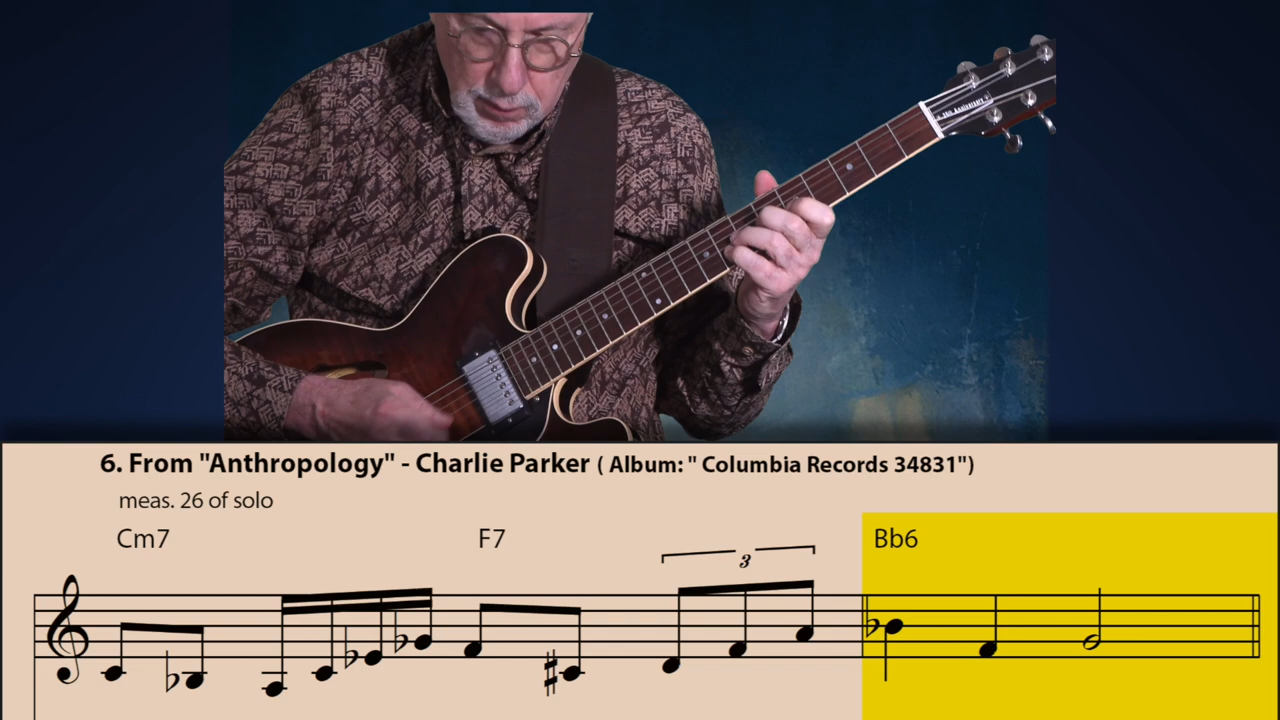 6. From "Anthropology" - Charlie Parker ( Album: " Columbia Records 34831")
meas. 26 of solo
Cm7 F7 Bb6
3